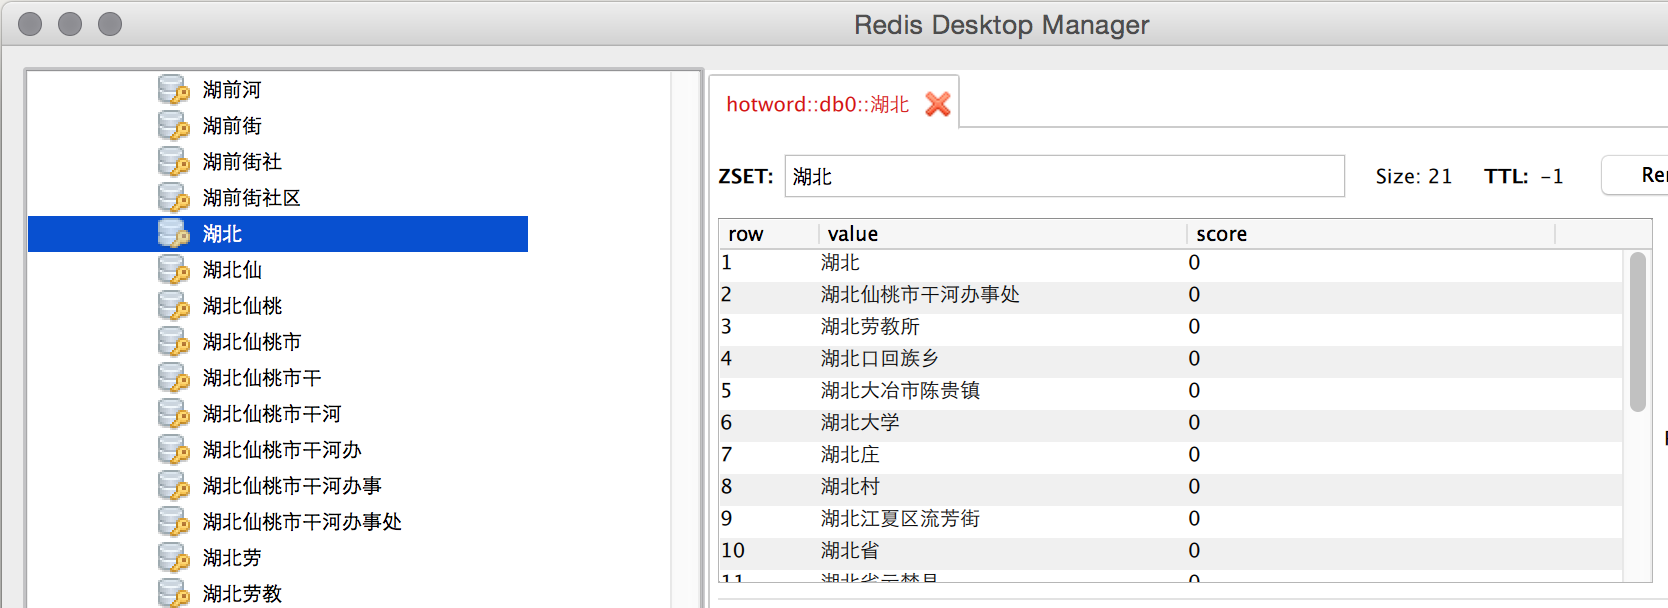 Redis Desktop Manager
湖前河
湖前街
湖前街社
湖前街社区
湖北
湖北仙
湖北仙桃
湖北仙桃市
湖北仙桃市干
湖北仙桃市干河
湖北仙桃市干河办
湖北仙桃市干河办事
湖北仙桃市干河办事处
湖北劳
湖北劳教
hotword::db0::湖北
ZSET: 湖北 Size: 21 TTL: -1
row value score
1 湖北 0
2 湖北仙桃市干河办事处 0
3 湖北劳教所 0
4 湖北口回族乡 0
5 湖北大冶市陈贵镇 0
6 湖北大学 0
7 湖北庄 0
8 湖北村 0
9 湖北江夏区流芳街 0
10 湖北省 0
11 湖北省云梦县 0